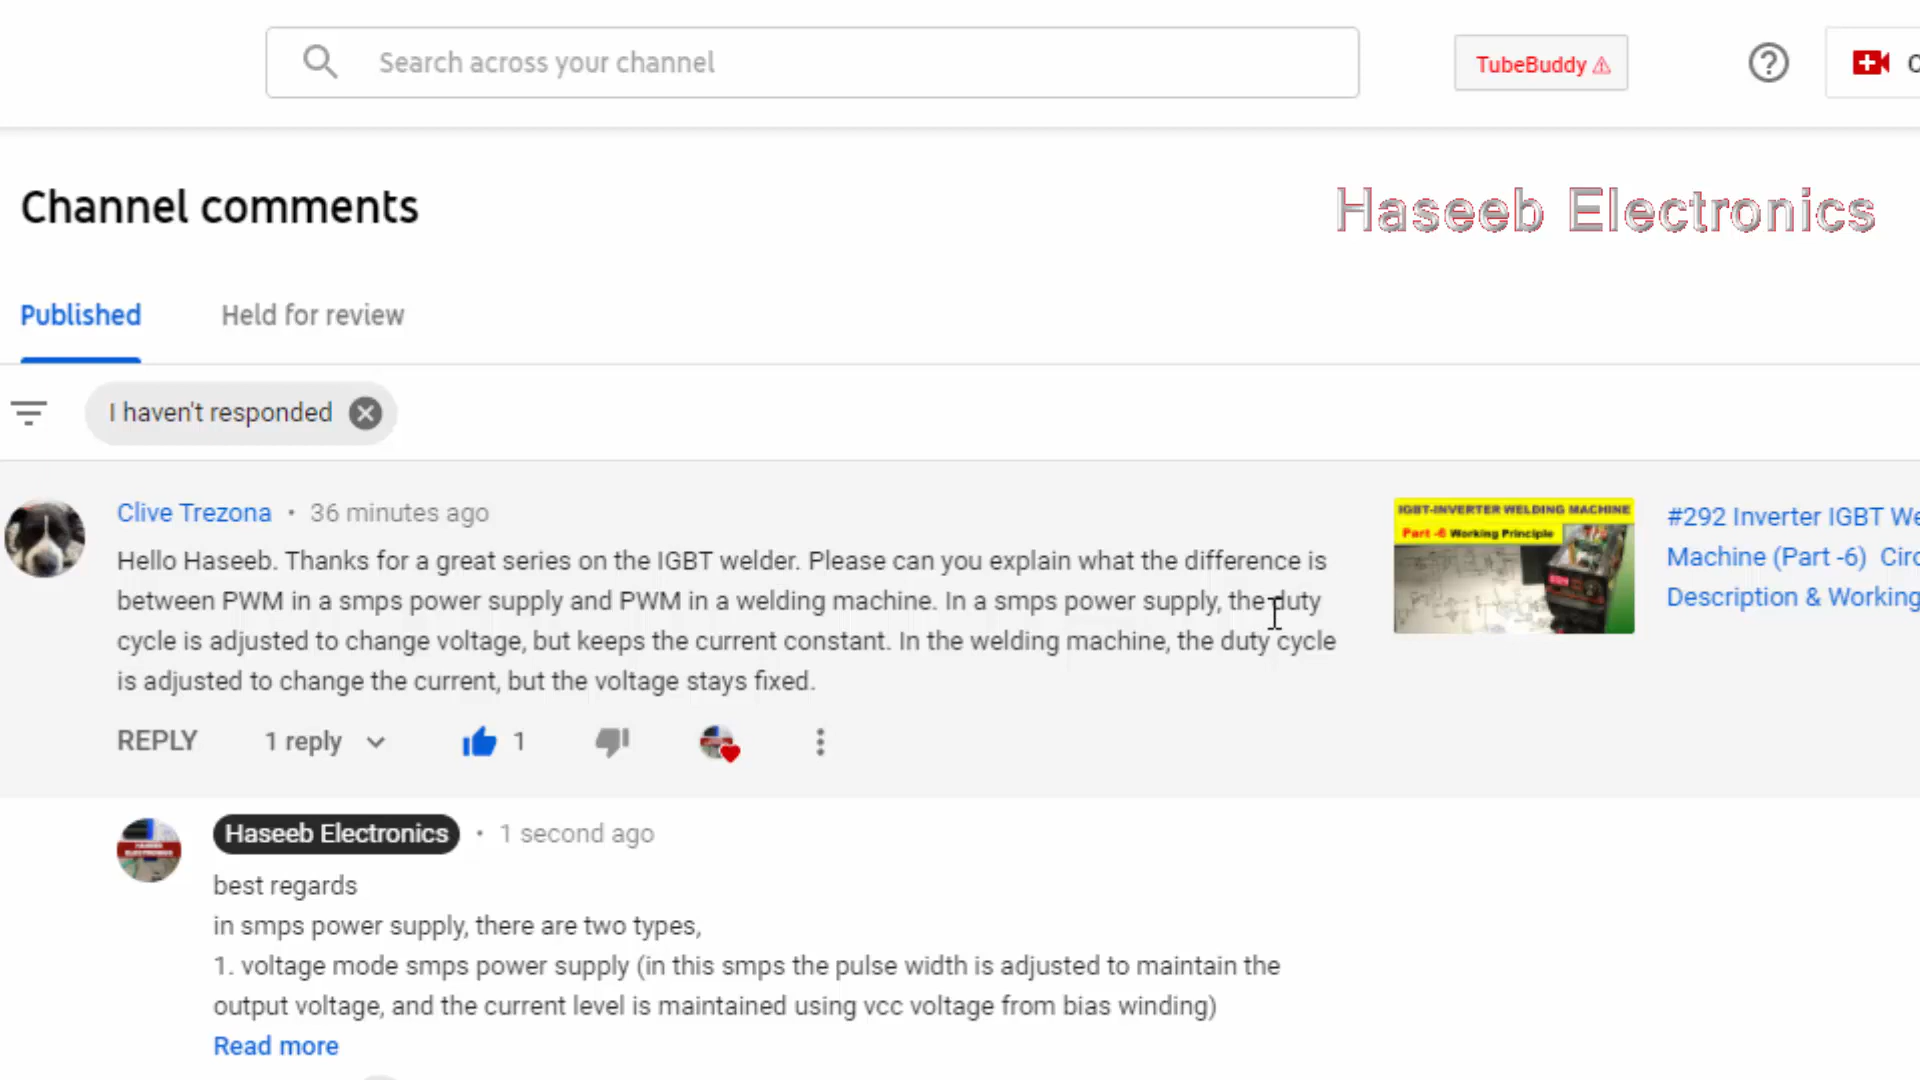 Search across your channel
TubeBuddy
Channel comments
Haseeb Electronics
Published
Held for review
I haven't responded
Clive Trezona • 36 minutes ago
Hello Haseeb. Thanks for a great series on the IGBT welder. Please can you explain what the difference is
between PWM in a smps power supply and PWM in a welding machine. In a smps power supply, the duty
cycle is adjusted to change voltage, but keeps the current constant. In the welding machine, the duty cycle
is adjusted to change the current, but the voltage stays fixed.
IGBT-INVERTER WELDING MACHINE
Part -6 Working Principle
#292 Inverter IGBT We
Machine (Part -6) Circ
Description & Working
REPLY
1 reply
1
Haseeb Electronics • 1 second ago
best regards
in smps power supply, there are two types,
1. voltage mode smps power supply (in this smps the pulse width is adjusted to maintain the
output voltage, and the current level is maintained using vcc voltage from bias winding)
Read more